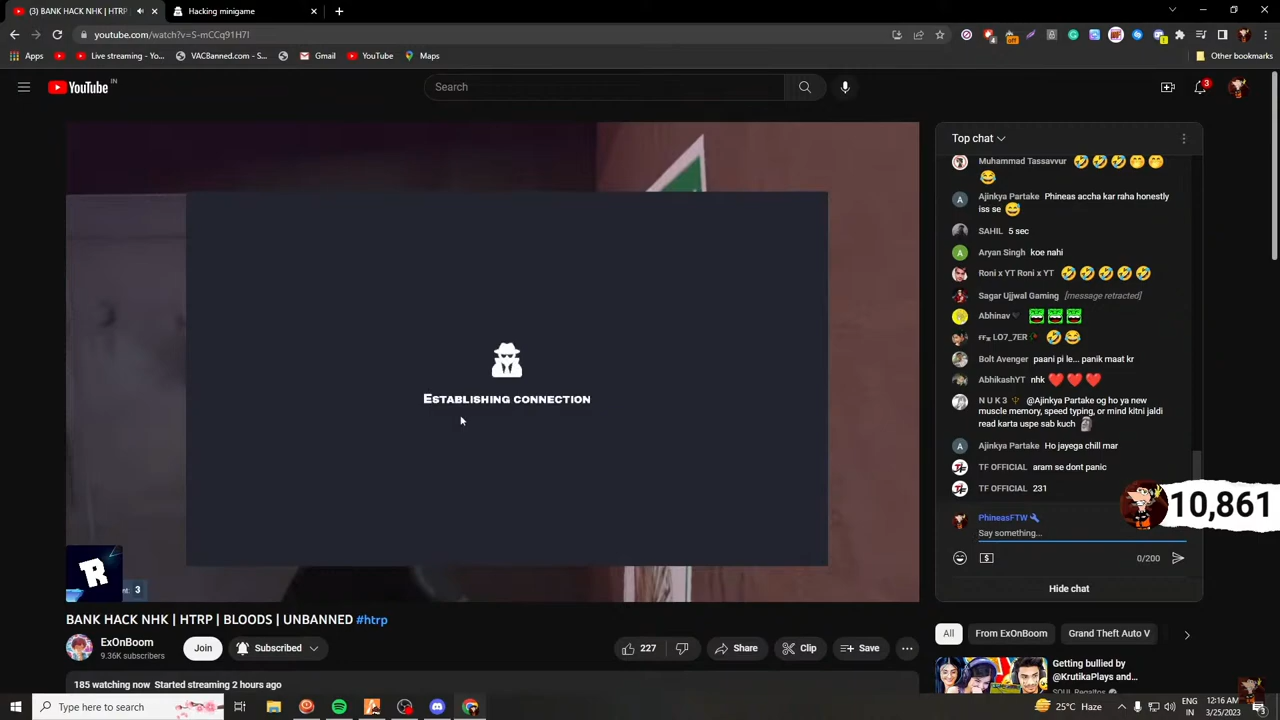 (3) BANK HACK NHK | HTRP
Hacking minigame
youtube.com/watch?v=S-mCcq91H7I
Apps
Live streaming - Yo...
VACBanned.com - S...
Gmail
YouTube
Maps
Other bookmarks
YouTube IN
Search
3
ESTABLISHING CONNECTION
3
Top chat
Muhammad Tassavvur 🤣 🤣 🤣 🤭 🤭
😂
Ajinkya Partake Phineas accha kar raha honestly
iss se 😅
SAHIL 5 sec
Aryan Singh koe nahi
Roni x YT Roni x YT 🤣 🤣 🤣 🤣 🤣
Sagar Ujjwal Gaming [message retracted]
Abhinav
LO7_7ER 🤣 😂
Bolt Avenger paani pi le... panik maat kr
AbhikashYT nhk ❤️ ❤️ ❤️
N U K 3 @Ajinkya Partake og ho ya new
muscle memory, speed typing, or mind kitni jaldi
read karta uspe sab kuch 🗿
Ajinkya Partake Ho jayega chill mar
TF OFFICIAL aram se dont panic
TF OFFICIAL 231
10,861
PhineasFTW
Say something...
0/200
Hide chat
BANK HACK NHK | HTRP | BLOODS | UNBANNED #htrp
ExOnBoom
9.36K subscribers
Join
Subscribed
227
Share
Clip
Save
185 watching now Started streaming 2 hours ago
All
From ExOnBoom
Grand Theft Auto V
Getting bullied by
@KrutikaPlays and...
SOUL Regaltos
Type here to search
25°C Haze
ENG
IN
12:16 AM
3/25/2023